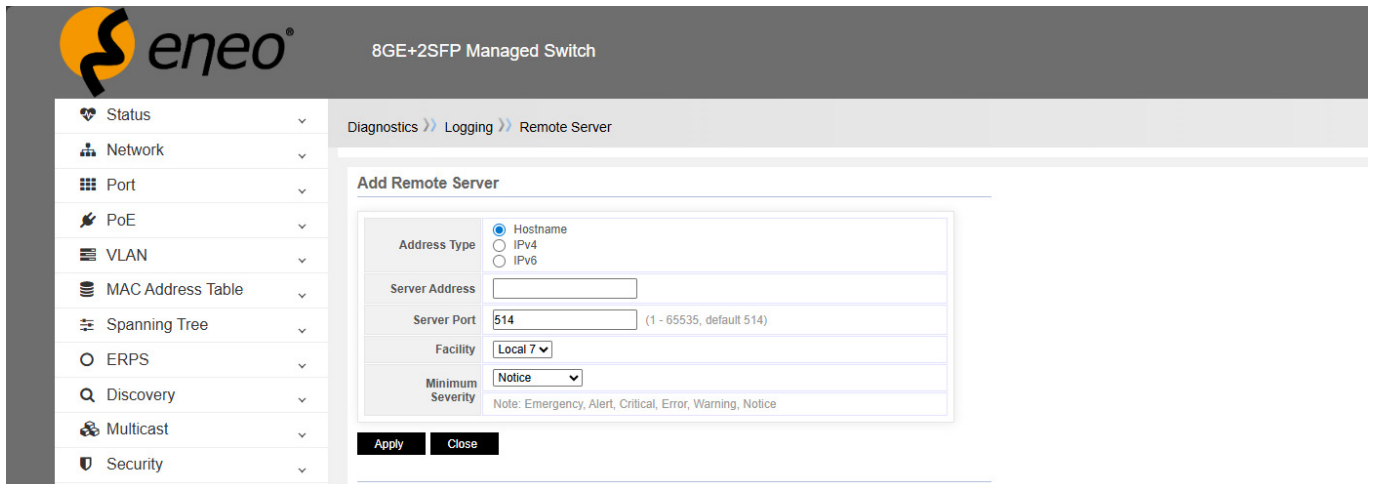 eneo®
8GE+2SFP Managed Switch
Status
Network
Port
PoE
VLAN
MAC Address Table
Spanning Tree
ERPS
Discovery
Multicast
Security
Diagnostics 》 Logging 》 Remote Server
Add Remote Server
Address Type
Hostname
IPv4
IPv6
Server Address
Server Port 514 (1 - 65535, default 514)
Facility Local 7
Minimum Severity Notice
Note: Emergency, Alert, Critical, Error, Warning, Notice
Apply Close